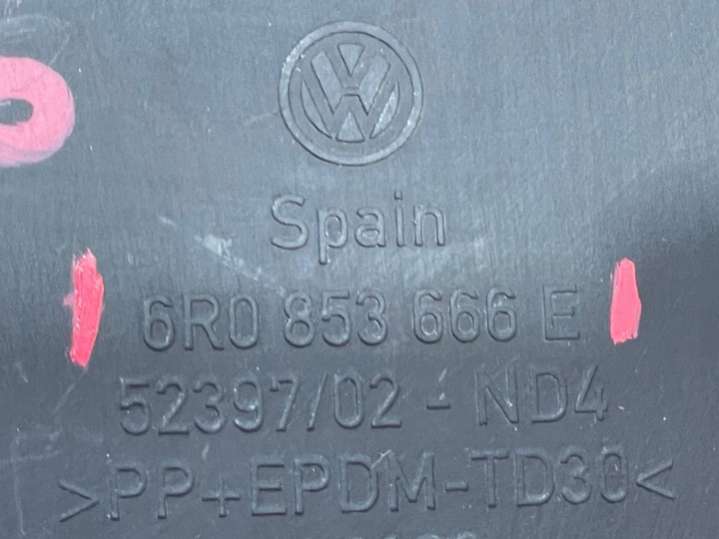 Spain
6R0 853 666 E
52397/02 - ND4
>PP+EPDM-TD30<